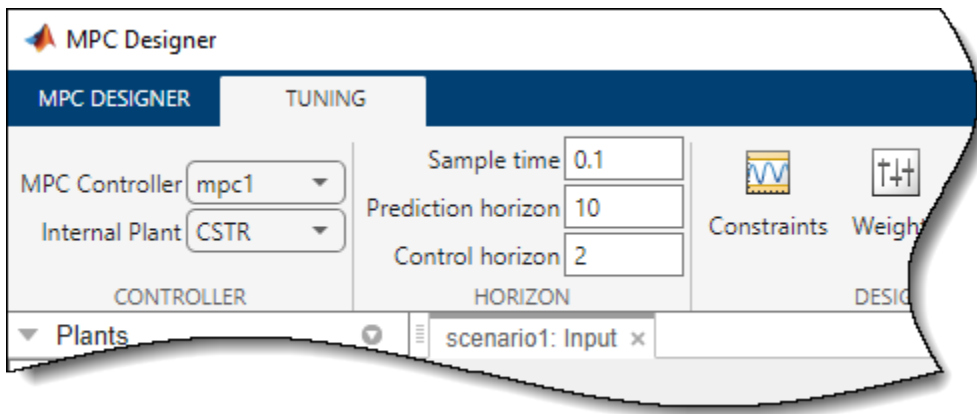 MPC Designer
MPC DESIGNER TUNING
MPC Controller mpc1
Internal Plant CSTR
CONTROLLER
Sample time 0.1
Prediction horizon 10
Control horizon 2
HORIZON
Constraints
Plants
scenario1: Input ×